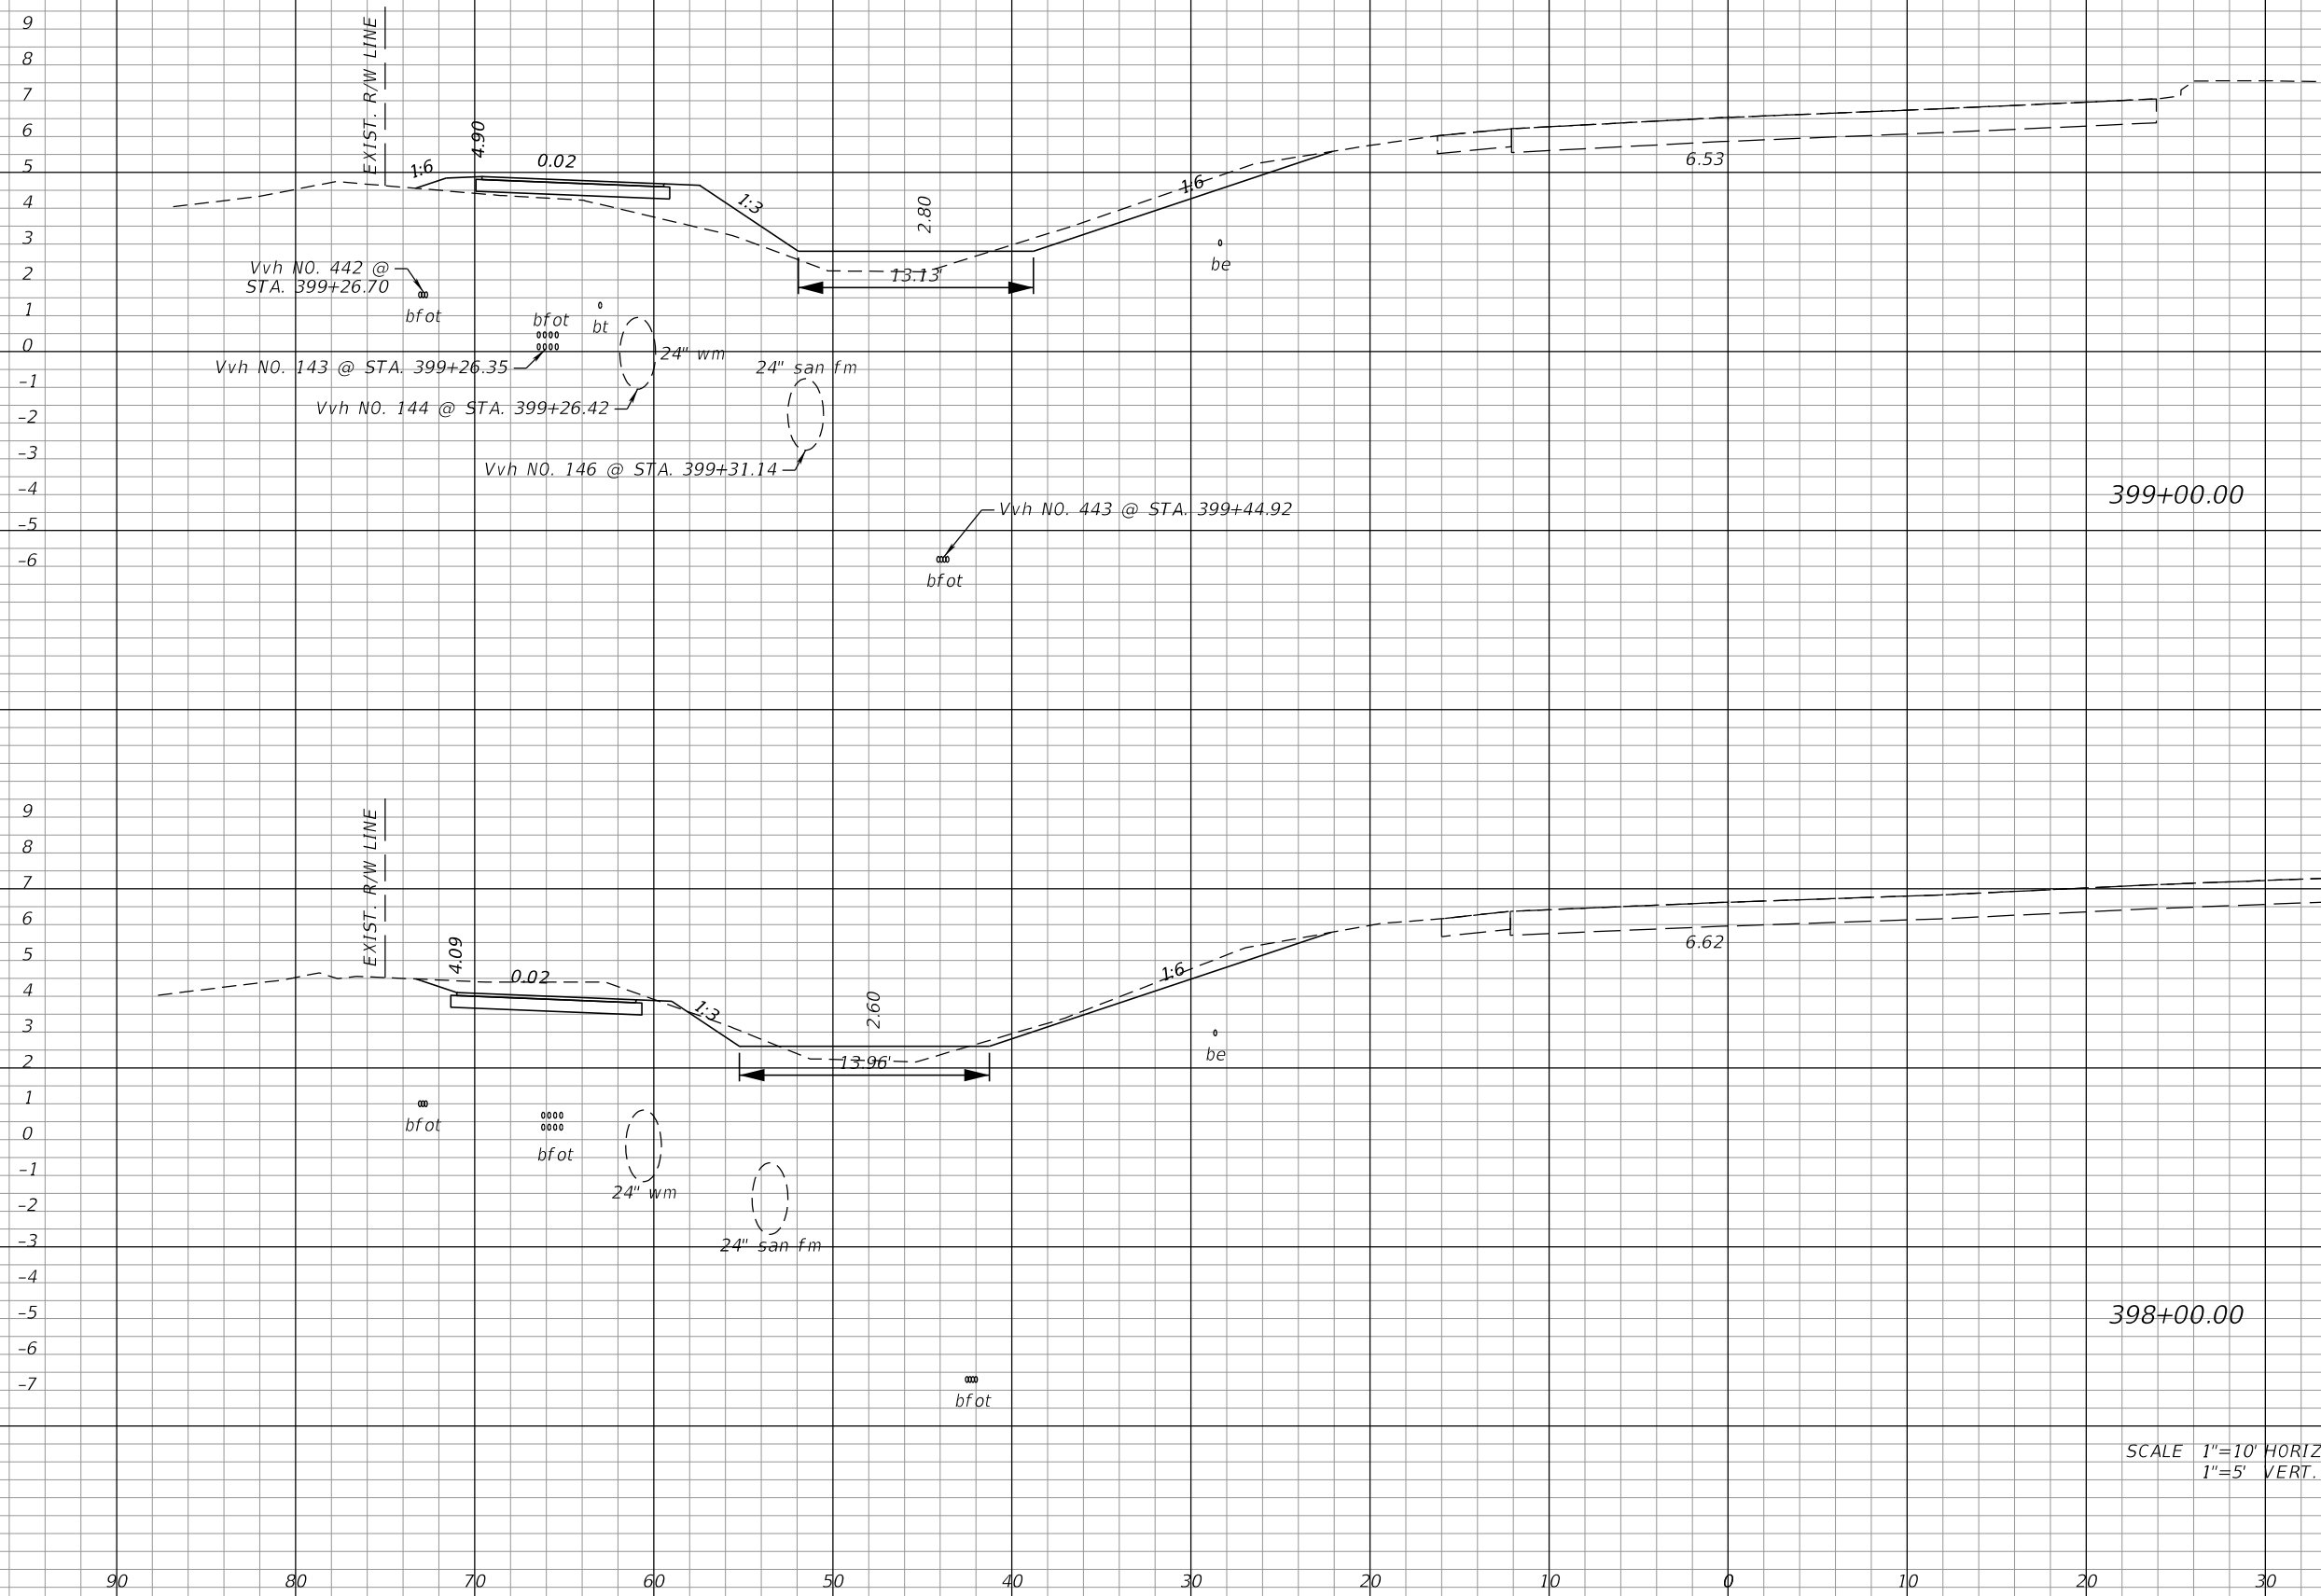 9
8
7
6
5
4
3
2
1
0
-1
-2
-3
-4
-5
-6
EXIST. R/W LINE
1:6
4.90
0.02
1:3
2.80
13.13'
1:6
6.53
be
Vvh NO. 442 @
STA. 399+26.70
bfot
bfot
bt
Vvh NO. 143 @ STA. 399+26.35
24" wm
24" san fm
Vvh NO. 144 @ STA. 399+26.42
Vvh NO. 146 @ STA. 399+31.14
Vvh NO. 443 @ STA. 399+44.92
bfot
399+00.00
9
8
7
6
5
4
3
2
1
0
-1
-2
-3
-4
-5
-6
-7
EXIST. R/W LINE
4.09
0.02
1:3
2.60
13.96'
1:6
6.62
be
bfot
bfot
24" wm
24" san fm
bfot
398+00.00
SCALE 1"=10' HORIZ
1"=5' VERT.
90 80 70 60 50 40 30 20 10 0 10 20 30